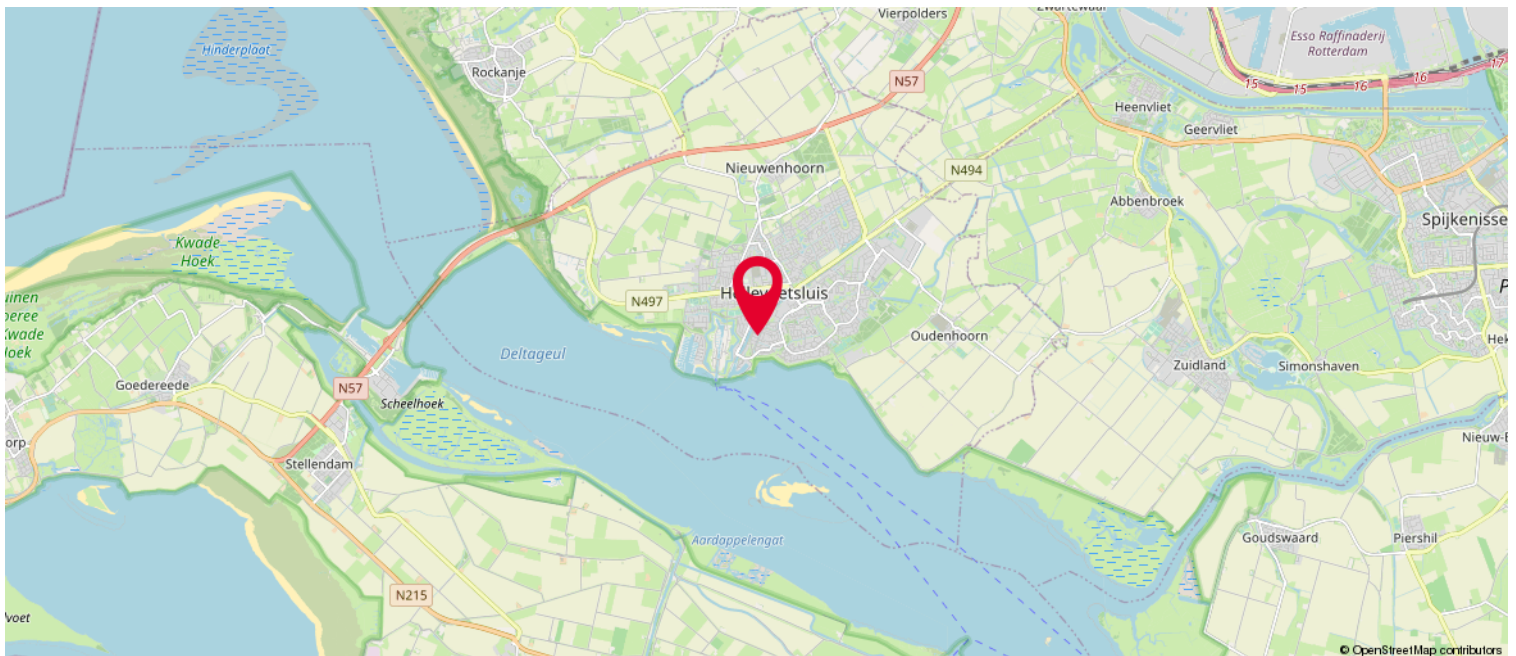 Vierpolders
Zwartewaal
Hinderplaat
Esso Raffinaderij
Rotterdam
Rockanje
N57
15
15
16
16
17
Heenvliet
Geervliet
Nieuwenhoorn
N494
Abbenbroek
Spijkenisse
Kwade
Hoek
Hellevoetsluis
N497
Oudenhoorn
Deltageul
Zuidland
Simonshaven
Goedereede
N57
Scheelhoek
Stellendam
Goudswaard
Piershil
Aardappelengat
N215
© OpenStreetMap contributors